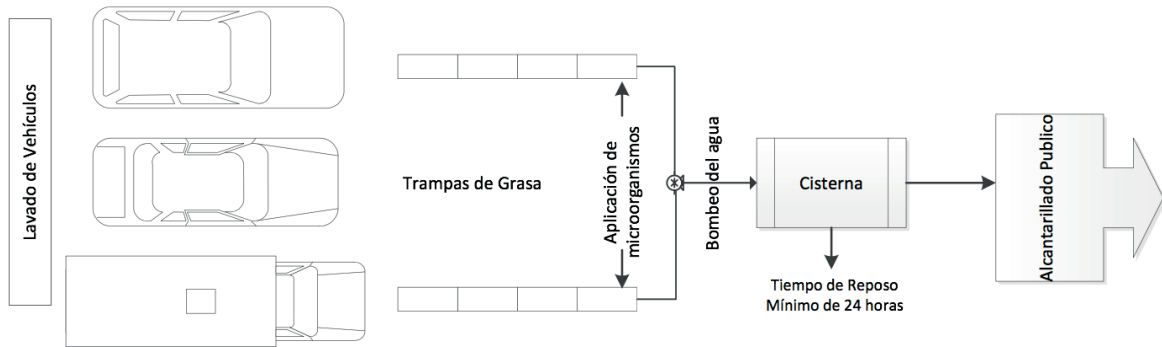 Lavado de Vehículos
Trampas de Grasa
Aplicación de
microorganismos
Bombeo del agua
Cisterna
Tiempo de Reposo
Mínimo de 24 horas
Alcantarillado Publico